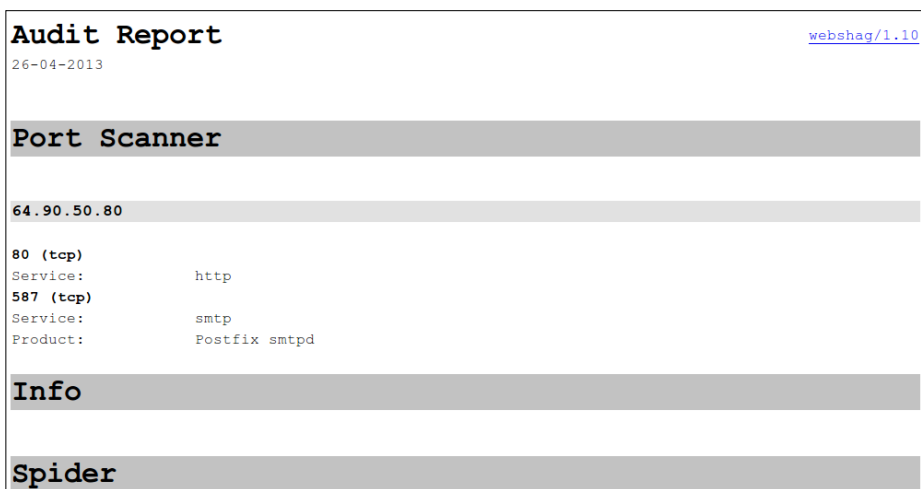 Audit Report
webshag/1.10
26-04-2013
Port Scanner
64.90.50.80
80 (tcp)
Service: http
587 (tcp)
Service: smtp
Product: Postfix smtpd
Info
Spider